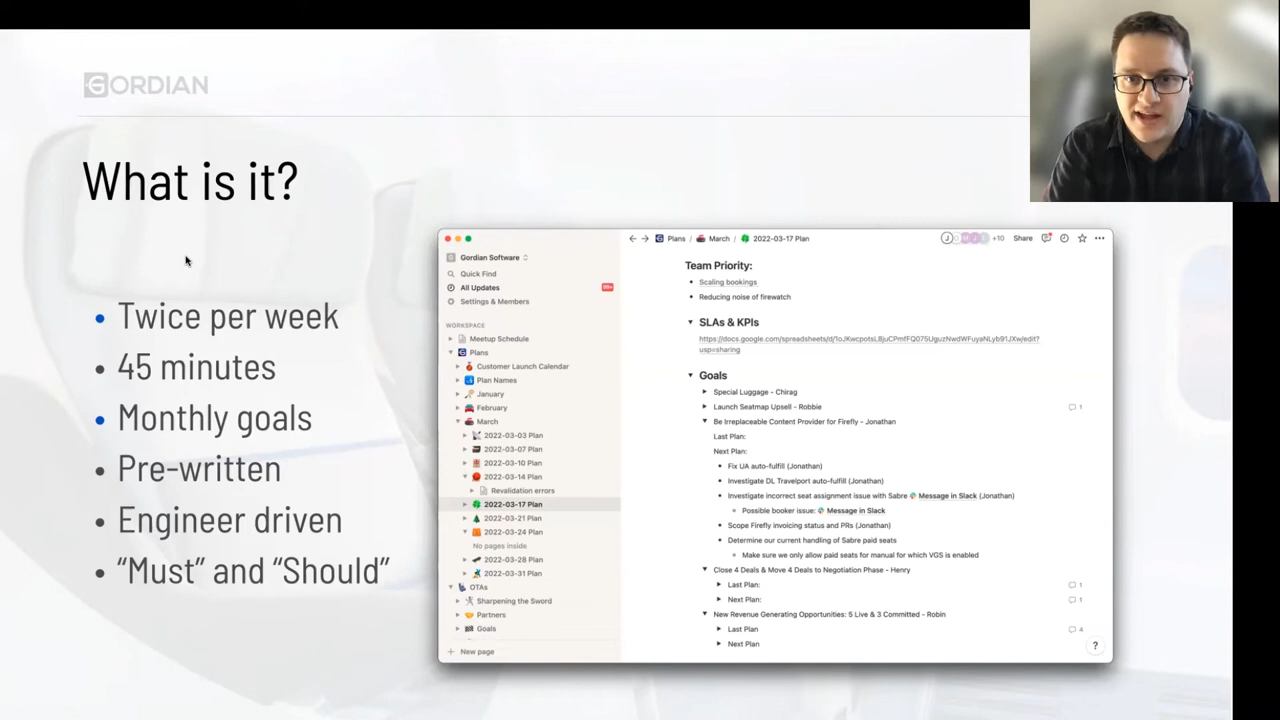 GORDIAN
What is it?
• Twice per week
• 45 minutes
• Monthly goals
• Pre-written
• Engineer driven
• “Must” and “Should”
Gordian Software
Quick Find
All Updates
99+
Settings & Members
WORKSPACE
Meetup Schedule
Plans
Customer Launch Calendar
Plan Names
January
February
March
2022-03-03 Plan
2022-03-07 Plan
2022-03-10 Plan
2022-03-14 Plan
Revalidation errors
2022-03-17 Plan
2022-03-21 Plan
2022-03-24 Plan
No pages inside
2022-03-28 Plan
2022-03-31 Plan
OTAs
Sharpening the Sword
Partners
Goals
+ New page
Plans / March / 2022-03-17 Plan
J
+10
Share
Team Priority:
• Scaling bookings
• Reducing noise of firewatch
SLAs & KPIs
usp=sharing
Goals
Special Luggage - Chirag
Launch Seatmap Upsell - Robbie
1
Be Irreplaceable Content Provider for Firefly - Jonathan
Last Plan:
Next Plan:
• Fix UA auto-fulfill (Jonathan)
• Investigate DL Travelport auto-fulfill (Jonathan)
• Investigate incorrect seat assignment issue with Sabre Message in Slack (Jonathan)
Possible booker issue: Message in Slack
• Scope Firefly invoicing status and PRs (Jonathan)
• Determine our current handling of Sabre paid seats
Make sure we only allow paid seats for manual for which VGS is enabled
Close 4 Deals & Move 4 Deals to Negotiation Phase - Henry
Last Plan:
1
Next Plan:
1
New Revenue Generating Opportunities: 5 Live & 3 Committed - Robin
Last Plan
4
Next Plan
?